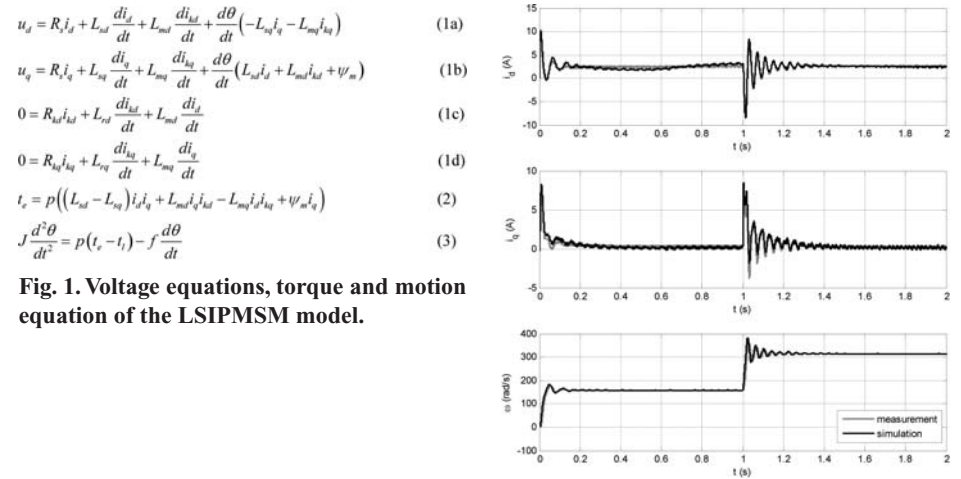 u_d = R_s i_d + L_sd di_d/dt + L_md di_kd/dt + dθ/dt (−L_sq i_q − L_mq i_kq) (1a)
u_q = R_s i_q + L_sq di_q/dt + L_mq di_kq/dt + dθ/dt (L_sd i_d + L_md i_kd + ψ_m) (1b)
0 = R_kd i_kd + L_rd di_kd/dt + L_md di_d/dt (1c)
0 = R_kq i_kq + L_rq di_kq/dt + L_mq di_q/dt (1d)
t_e = p((L_sd − L_sq) i_d i_q + L_md i_q i_kd − L_mq i_d i_kq + ψ_m i_q) (2)
J d²θ/dt² = p(t_e − t_l) − f dθ/dt (3)
Fig. 1. Voltage equations, torque and motion
equation of the LSIPMSM model.
15
10
5
0
-5
-10
i_d (A)
0 0.2 0.4 0.6 0.8 1 1.2 1.4 1.6 1.8 2
t (s)
10
5
0
-5
i_q (A)
0 0.2 0.4 0.6 0.8 1 1.2 1.4 1.6 1.8 2
t (s)
400
300
200
100
0
-100
ω (rad/s)
measurement
simulation
0 0.2 0.4 0.6 0.8 1 1.2 1.4 1.6 1.8 2
t (s)